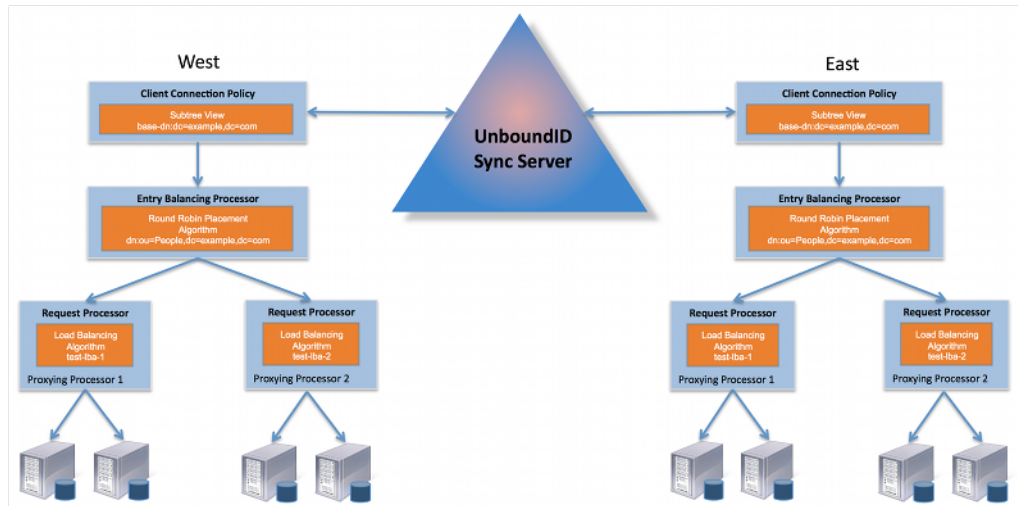 West
East
Client Connection Policy
Subtree View
base-dn:dc=example,dc=com
UnboundID
Sync Server
Client Connection Policy
Subtree View
base-dn:dc=example,dc=com
Entry Balancing Processor
Round Robin Placement
Algorithm
dn:ou=People,dc=example,dc=com
Entry Balancing Processor
Round Robin Placement
Algorithm
dn:ou=People,dc=example,dc=com
Request Processor
Load Balancing
Algorithm
test-lba-1
Proxying Processor 1
Request Processor
Load Balancing
Algorithm
test-lba-2
Proxying Processor 2
Request Processor
Load Balancing
Algorithm
test-lba-1
Proxying Processor 1
Request Processor
Load Balancing
Algorithm
test-lba-2
Proxying Processor 2